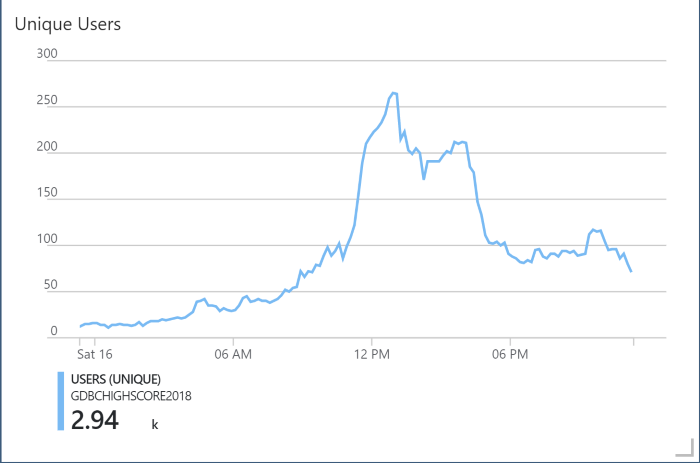 Unique Users
300
250
200
150
100
50
0
Sat 16 06 AM 12 PM 06 PM
USERS (UNIQUE)
GDBCHIGHSCORE2018
2.94 k